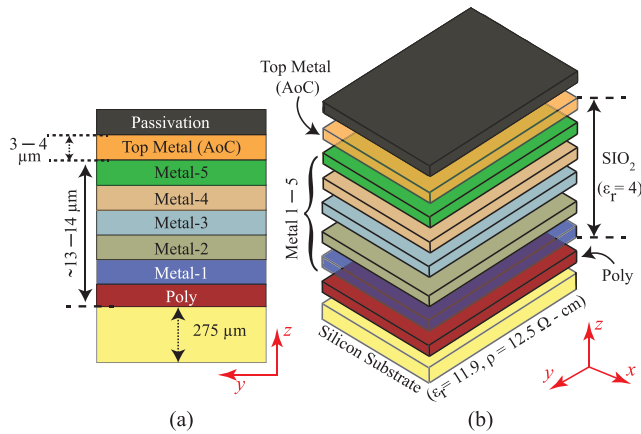 Passivation
3 – 4
μm
Top Metal (AoC)
Metal-5
Metal-4
Metal-3
Metal-2
Metal-1
Poly
~13 – 14 μm
275 μm
z
y
(a)
Top Metal
(AoC)
Metal 1 – 5
SIO₂
(εᵣ= 4)
Poly
Silicon Substrate
(εᵣ= 11.9, ρ = 12.5 Ω - cm)
z
y
x
(b)